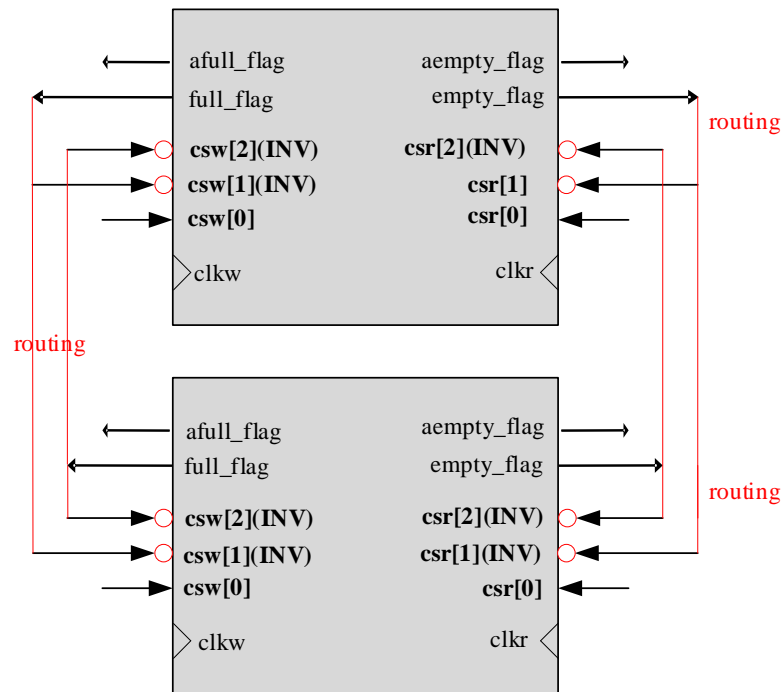 afull_flag
aempty_flag
full_flag
empty_flag
routing
csw[2](INV)
csr[2](INV)
csw[1](INV)
csr[1]
csw[0]
csr[0]
clkw
clkr
routing
afull_flag
aempty_flag
full_flag
empty_flag
routing
csw[2](INV)
csr[2](INV)
csw[1](INV)
csr[1](INV)
csw[0]
csr[0]
clkw
clkr